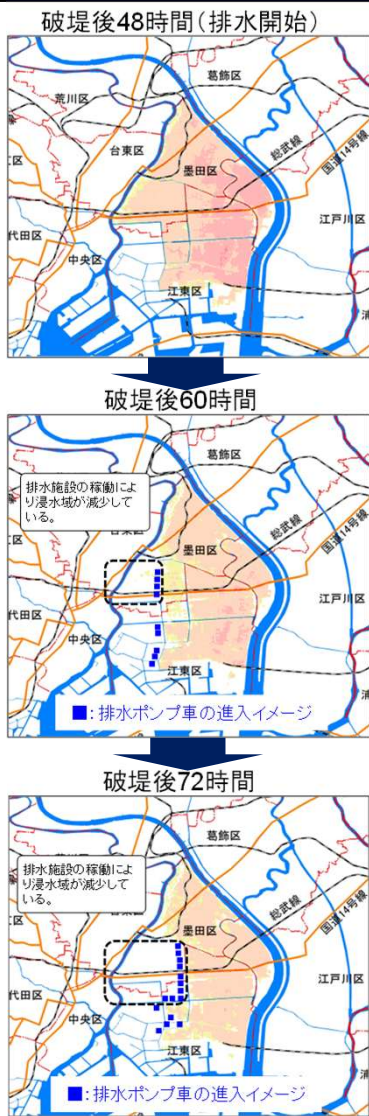 破堤後48時間(排水開始)
葛飾区
荒川区
台東区
総武線
墨田区
国道14号線
江戸川区
代田区
中央区
江東区
破堤後60時間
葛飾区
排水施設の稼働によ
り浸水域が減少して
いる。
墨田区
総武線
国道14号線
江戸川区
代田区
中央区
江東区
■:排水ポンプ車の進入イメージ
破堤後72時間
葛飾区
排水施設の稼働によ
り浸水域が減少して
いる。
墨田区
総武線
国道14号線
江戸川区
代田区
中央区
江東区
■:排水ポンプ車の進入イメージ